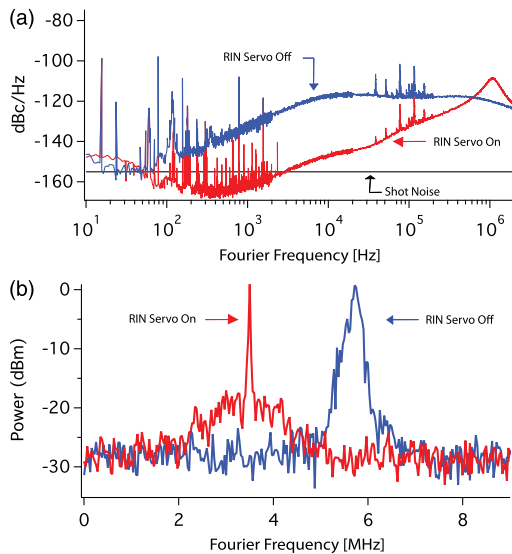 (a)
-80
-100
-120
-140
-160
dBc/Hz
RIN Servo Off
RIN Servo On
Shot Noise
10^1
10^2
10^3
10^4
10^5
10^6
Fourier Frequency [Hz]
(b)
0
-10
-20
-30
Power (dBm)
RIN Servo On
RIN Servo Off
0
2
4
6
8
Fourier Frequency [MHz]